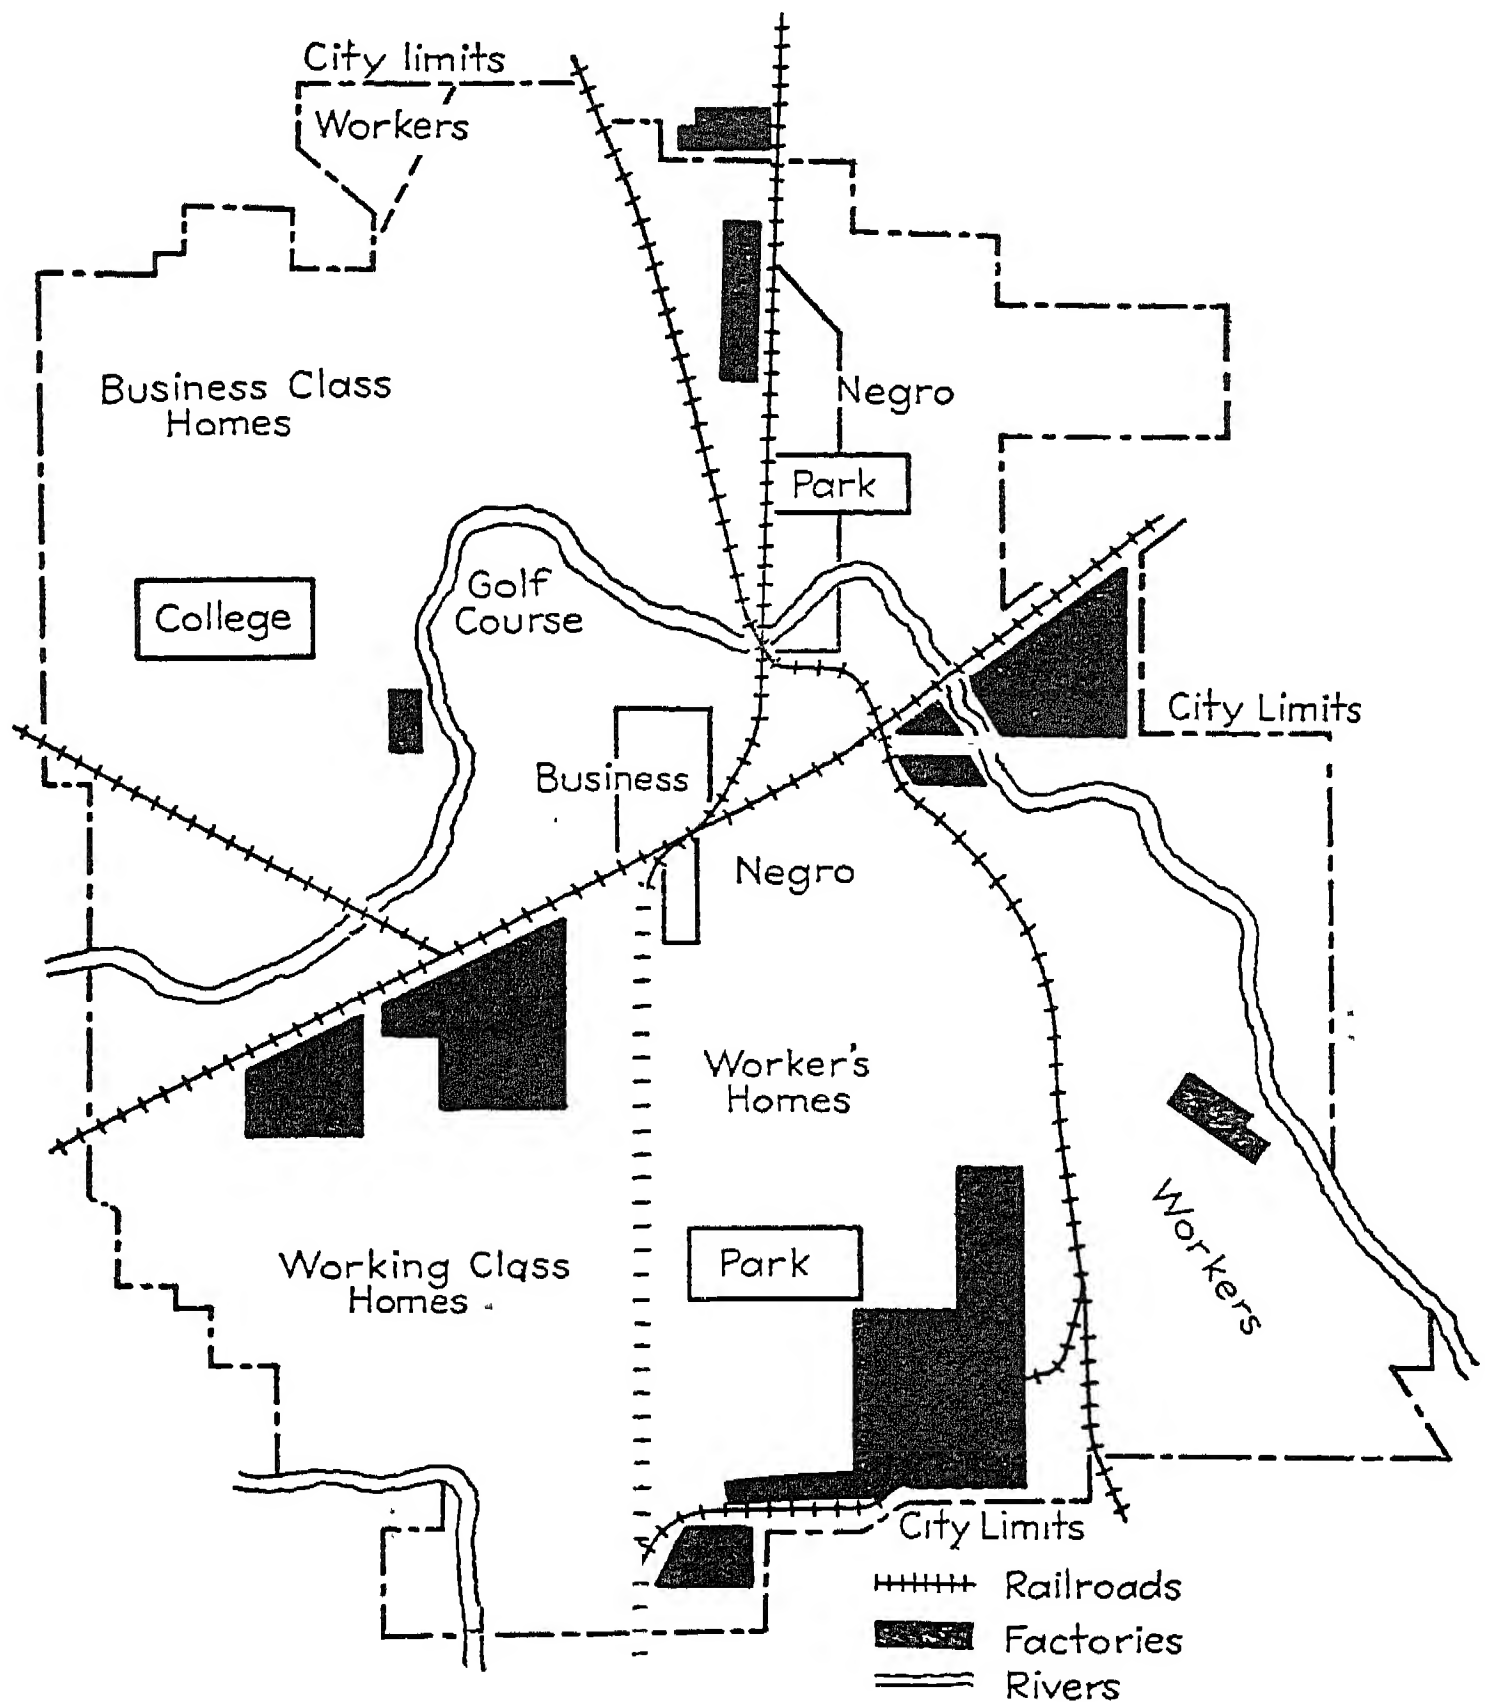 City limits
Workers
Business Class
Homes
Negro
Park
Golf
Course
College
City Limits
Business
Negro
Worker's
Homes
Workers
Working Class
Homes
Park
City Limits
Railroads
Factories
Rivers